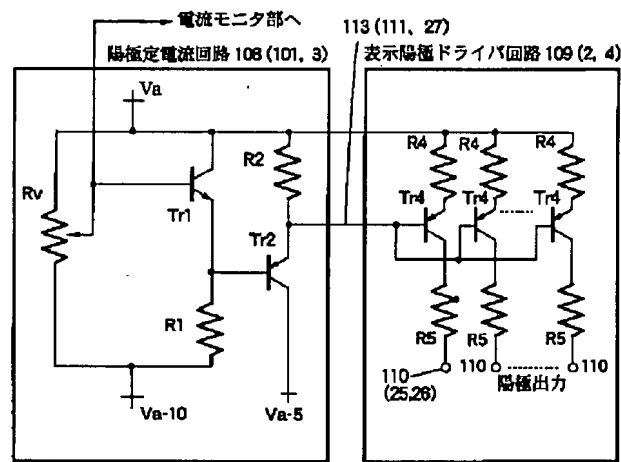 電流モニタ部へ
113 (111、27)
陽極定電流回路 108 (101, 3)
表示陽極ドライバ回路 109 (2, 4)
Va
R2
R4
R4
R4
Rv
Tr1
Tr4
Tr4
Tr4
Tr2
R1
R5
R5
R5
110
(25,26)
110
110
陽極出力
Va-10
Va-5